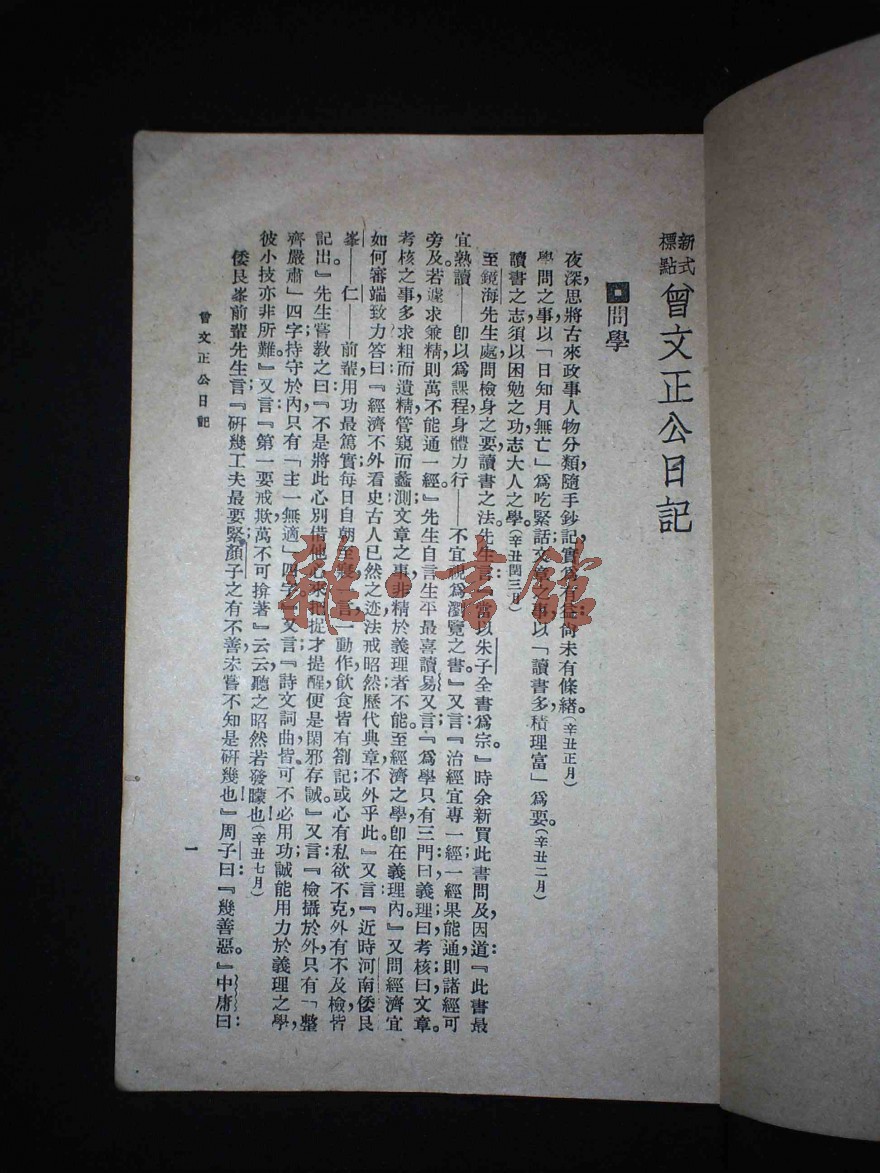 新式標點 曾文正公日記
問學
夜深,思將古來政事人物分類,隨手鈔記,實為有益,尚未有條緒。(辛丑正月)
學問之事,以「日知月無亡」為吃緊話;文章之事,以「讀書多,積理富」為要。(辛丑二月)
讀書之志,須以困勉之功,志大人之學。(辛丑閏三月)
至鏡海先生處,問檢身之要,讀書之法。先生言:『當以朱子全書為宗。』時余新買此書,問及,因道:『此書最
宜熟讀——卽以為課程,身體力行——不宜視為瀏覽之書。』又言:『治經宜專一經,一經果能通,則諸經可
旁及;若遽求兼精,則萬不能通一經。』先生自言生平最喜讀易。又言:『為學只有三門:曰義理,曰考核,曰文章。
考核之事,多求粗而遺精,管窺而蠡測;文章之事,非精於義理者不能。至經濟之學,卽在義理內。』又問:經濟宜
如何審端致力?答曰:『經濟不外看史,古人已然之迹,法戒昭然;歷代典章,不外乎此。』又言:『近時河南倭艮
峯——仁——前輩用功最篤實,每日自朝至寢,一言一動,作飲食,皆有劄記;或心有私欲不克,外有不及檢,皆
記出。』先生嘗教之曰:『不是將此心別借他心來把捉才提醒,便是閑邪存誠。』又言:『檢攝於外,只有「整
齊嚴肅」四字;持守於內,只有「主一無適」四字。』又言:『詩文詞曲,皆可不必用功,誠能用力於義理之學,
彼小技亦非所難。』又言:『第一要戒欺,萬不可揜著』云云。聽之,昭然若發矇也!(辛丑七月)
倭艮峯前輩先生言:『硏幾工夫最要緊,顏子之有不善,未嘗不知,是硏幾也!』周子曰:『幾善惡。』中庸曰:
曾文正公日記
一
雜·書館